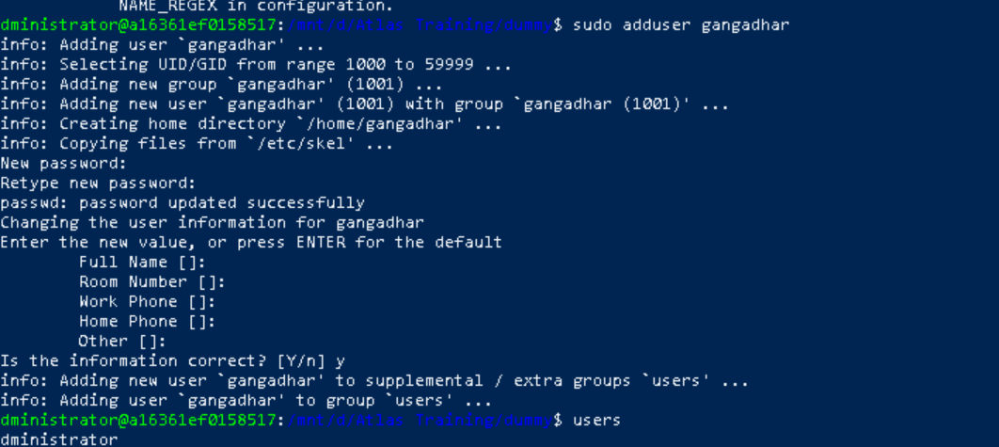 NAME_REGEX in configuration.
dministrator@a16361ef0158517:/mnt/d/Atlas Training/dummy$ sudo adduser gangadhar
info: Adding user `gangadhar' ...
info: Selecting UID/GID from range 1000 to 59999 ...
info: Adding new group `gangadhar' (1001) ...
info: Adding new user `gangadhar' (1001) with group `gangadhar (1001)' ...
info: Creating home directory `/home/gangadhar' ...
info: Copying files from `/etc/skel' ...
New password:
Retype new password:
passwd: password updated successfully
Changing the user information for gangadhar
Enter the new value, or press ENTER for the default
Full Name []:
Room Number []:
Work Phone []:
Home Phone []:
Other []:
Is the information correct? [Y/n] y
info: Adding new user `gangadhar' to supplemental / extra groups `users' ...
info: Adding user `gangadhar' to group `users' ...
dministrator@a16361ef0158517:/mnt/d/Atlas Training/dummy$ users
dministrator